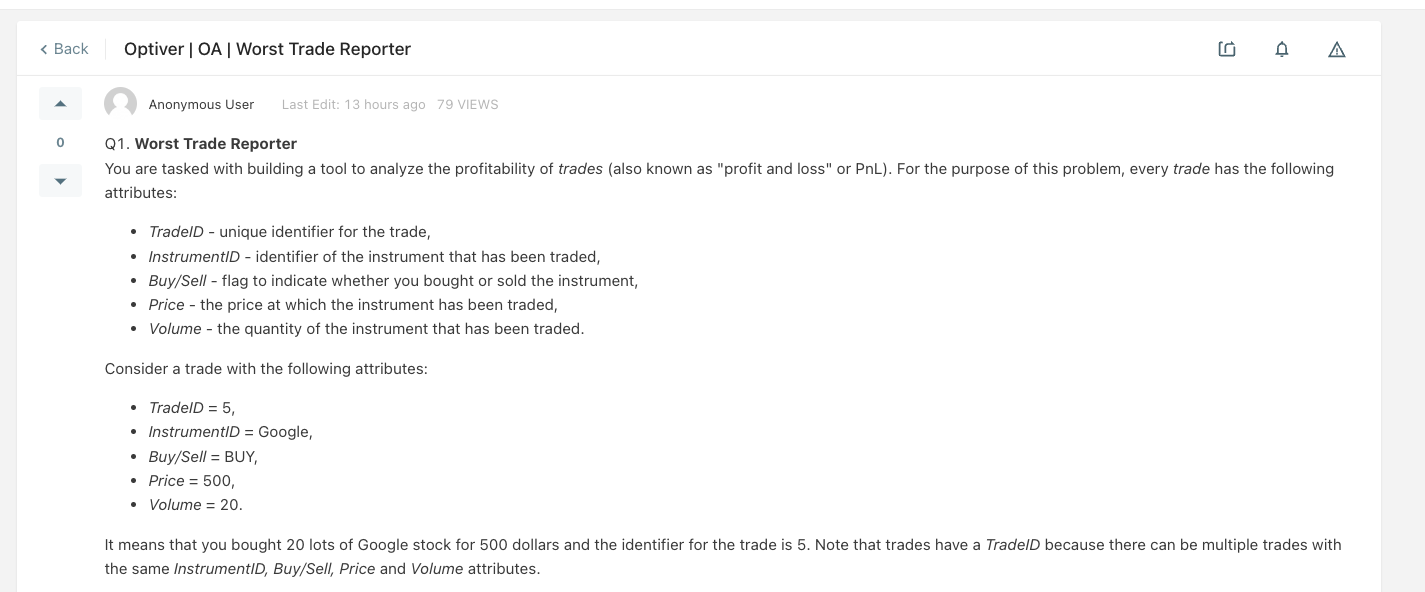 Back
Optiver | OA | Worst Trade Reporter
Anonymous User Last Edit: 13 hours ago 79 VIEWS
0
Q1. Worst Trade Reporter
You are tasked with building a tool to analyze the profitability of trades (also known as "profit and loss" or PnL). For the purpose of this problem, every trade has the following
attributes:
• TradeID - unique identifier for the trade,
• InstrumentID - identifier of the instrument that has been traded,
• Buy/Sell - flag to indicate whether you bought or sold the instrument,
• Price - the price at which the instrument has been traded,
• Volume - the quantity of the instrument that has been traded.
Consider a trade with the following attributes:
• TradeID = 5,
• InstrumentID = Google,
• Buy/Sell = BUY,
• Price = 500,
• Volume = 20.
It means that you bought 20 lots of Google stock for 500 dollars and the identifier for the trade is 5. Note that trades have a TradeID because there can be multiple trades with
the same InstrumentID, Buy/Sell, Price and Volume attributes.